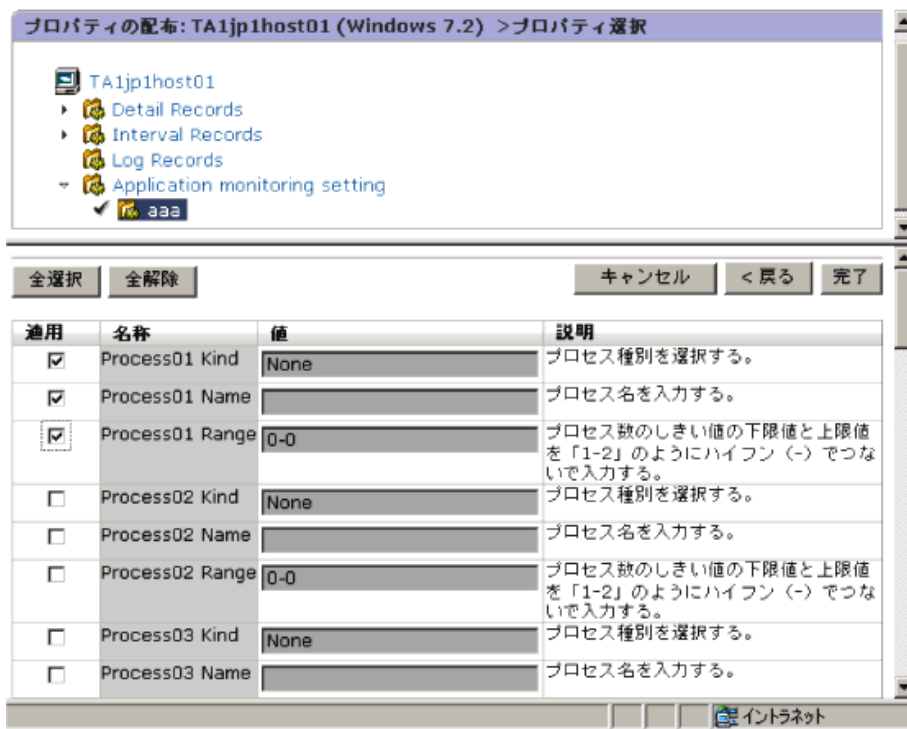 プロパティの配布: TA1jp1host01 (Windows 7.2) >プロパティ選択
TA1jp1host01
Detail Records
Interval Records
Log Records
Application monitoring setting
aaa
全選択 全解除 キャンセル < 戻る 完了
適用 名称 値 説明
Process01 Kind None プロセス種別を選択する。
Process01 Name プロセス名を入力する。
Process01 Range 0-0 プロセス数のしきい値の下限値と上限値
を「1-2」のようにハイフン（-）でつな
いで入力する。
Process02 Kind None プロセス種別を選択する。
Process02 Name プロセス名を入力する。
Process02 Range 0-0 プロセス数のしきい値の下限値と上限値
を「1-2」のようにハイフン（-）でつな
いで入力する。
Process03 Kind None プロセス種別を選択する。
Process03 Name プロセス名を入力する。
イントラネット